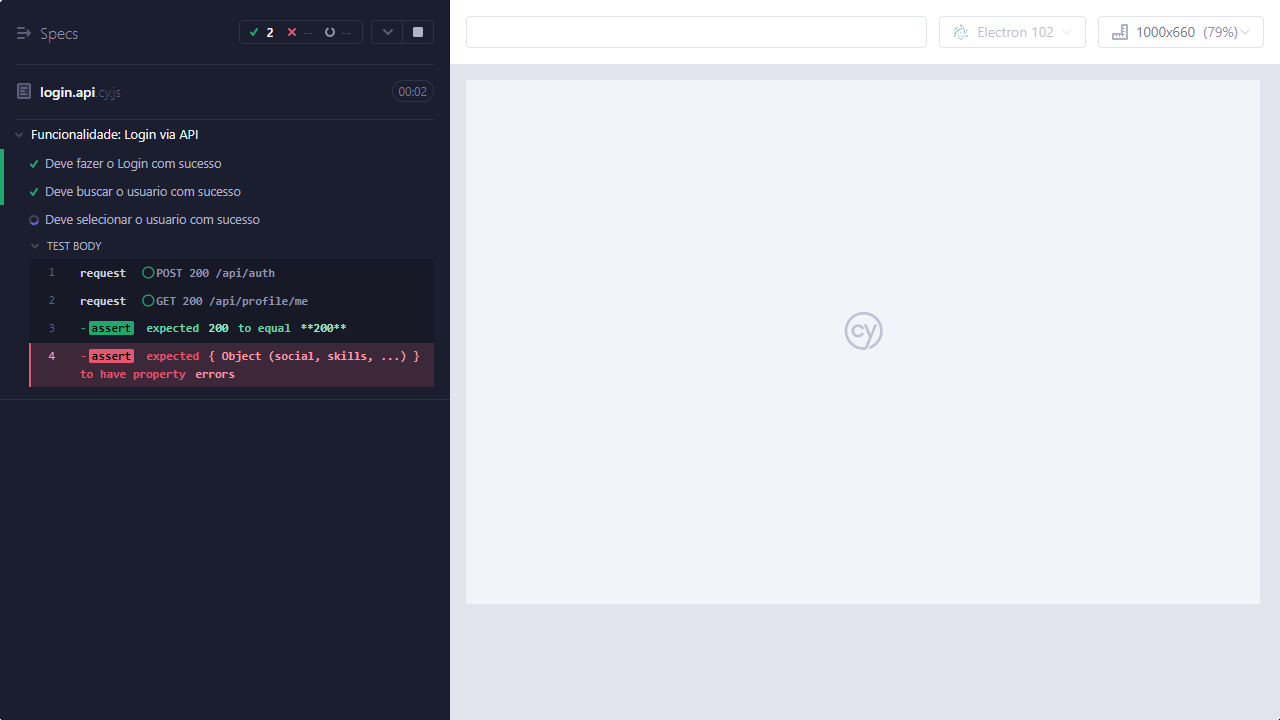 Specs
2 -- --
login.api cy.js 00:02
Funcionalidade: Login via API
Deve fazer o Login com sucesso
Deve buscar o usuario com sucesso
Deve selecionar o usuario com sucesso
TEST BODY
1 request POST 200 /api/auth
2 request GET 200 /api/profile/me
3 -assert expected 200 to equal **200**
4 -assert expected { Object (social, skills, ...) }
to have property errors
Electron 102
1000x660 (79%)
cy